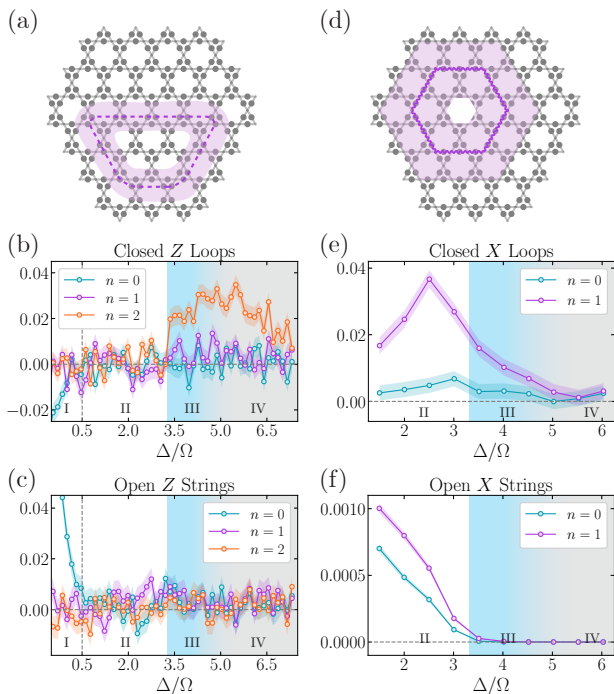 (a)
(d)
(b)
Closed Z Loops
0.04
0.02
0.00
−0.02
n = 0
n = 1
n = 2
I
II
III
IV
0.5
2.0
3.5
5.0
6.5
Δ/Ω
(e)
Closed X Loops
0.04
0.02
0.00
n = 0
n = 1
II
III
IV
2
3
4
5
6
Δ/Ω
(c)
Open Z Strings
0.04
0.02
0.00
n = 0
n = 1
n = 2
I
II
III
IV
0.5
2.0
3.5
5.0
6.5
Δ/Ω
(f)
Open X Strings
0.0010
0.0005
0.0000
n = 0
n = 1
II
III
IV
2
3
4
5
6
Δ/Ω